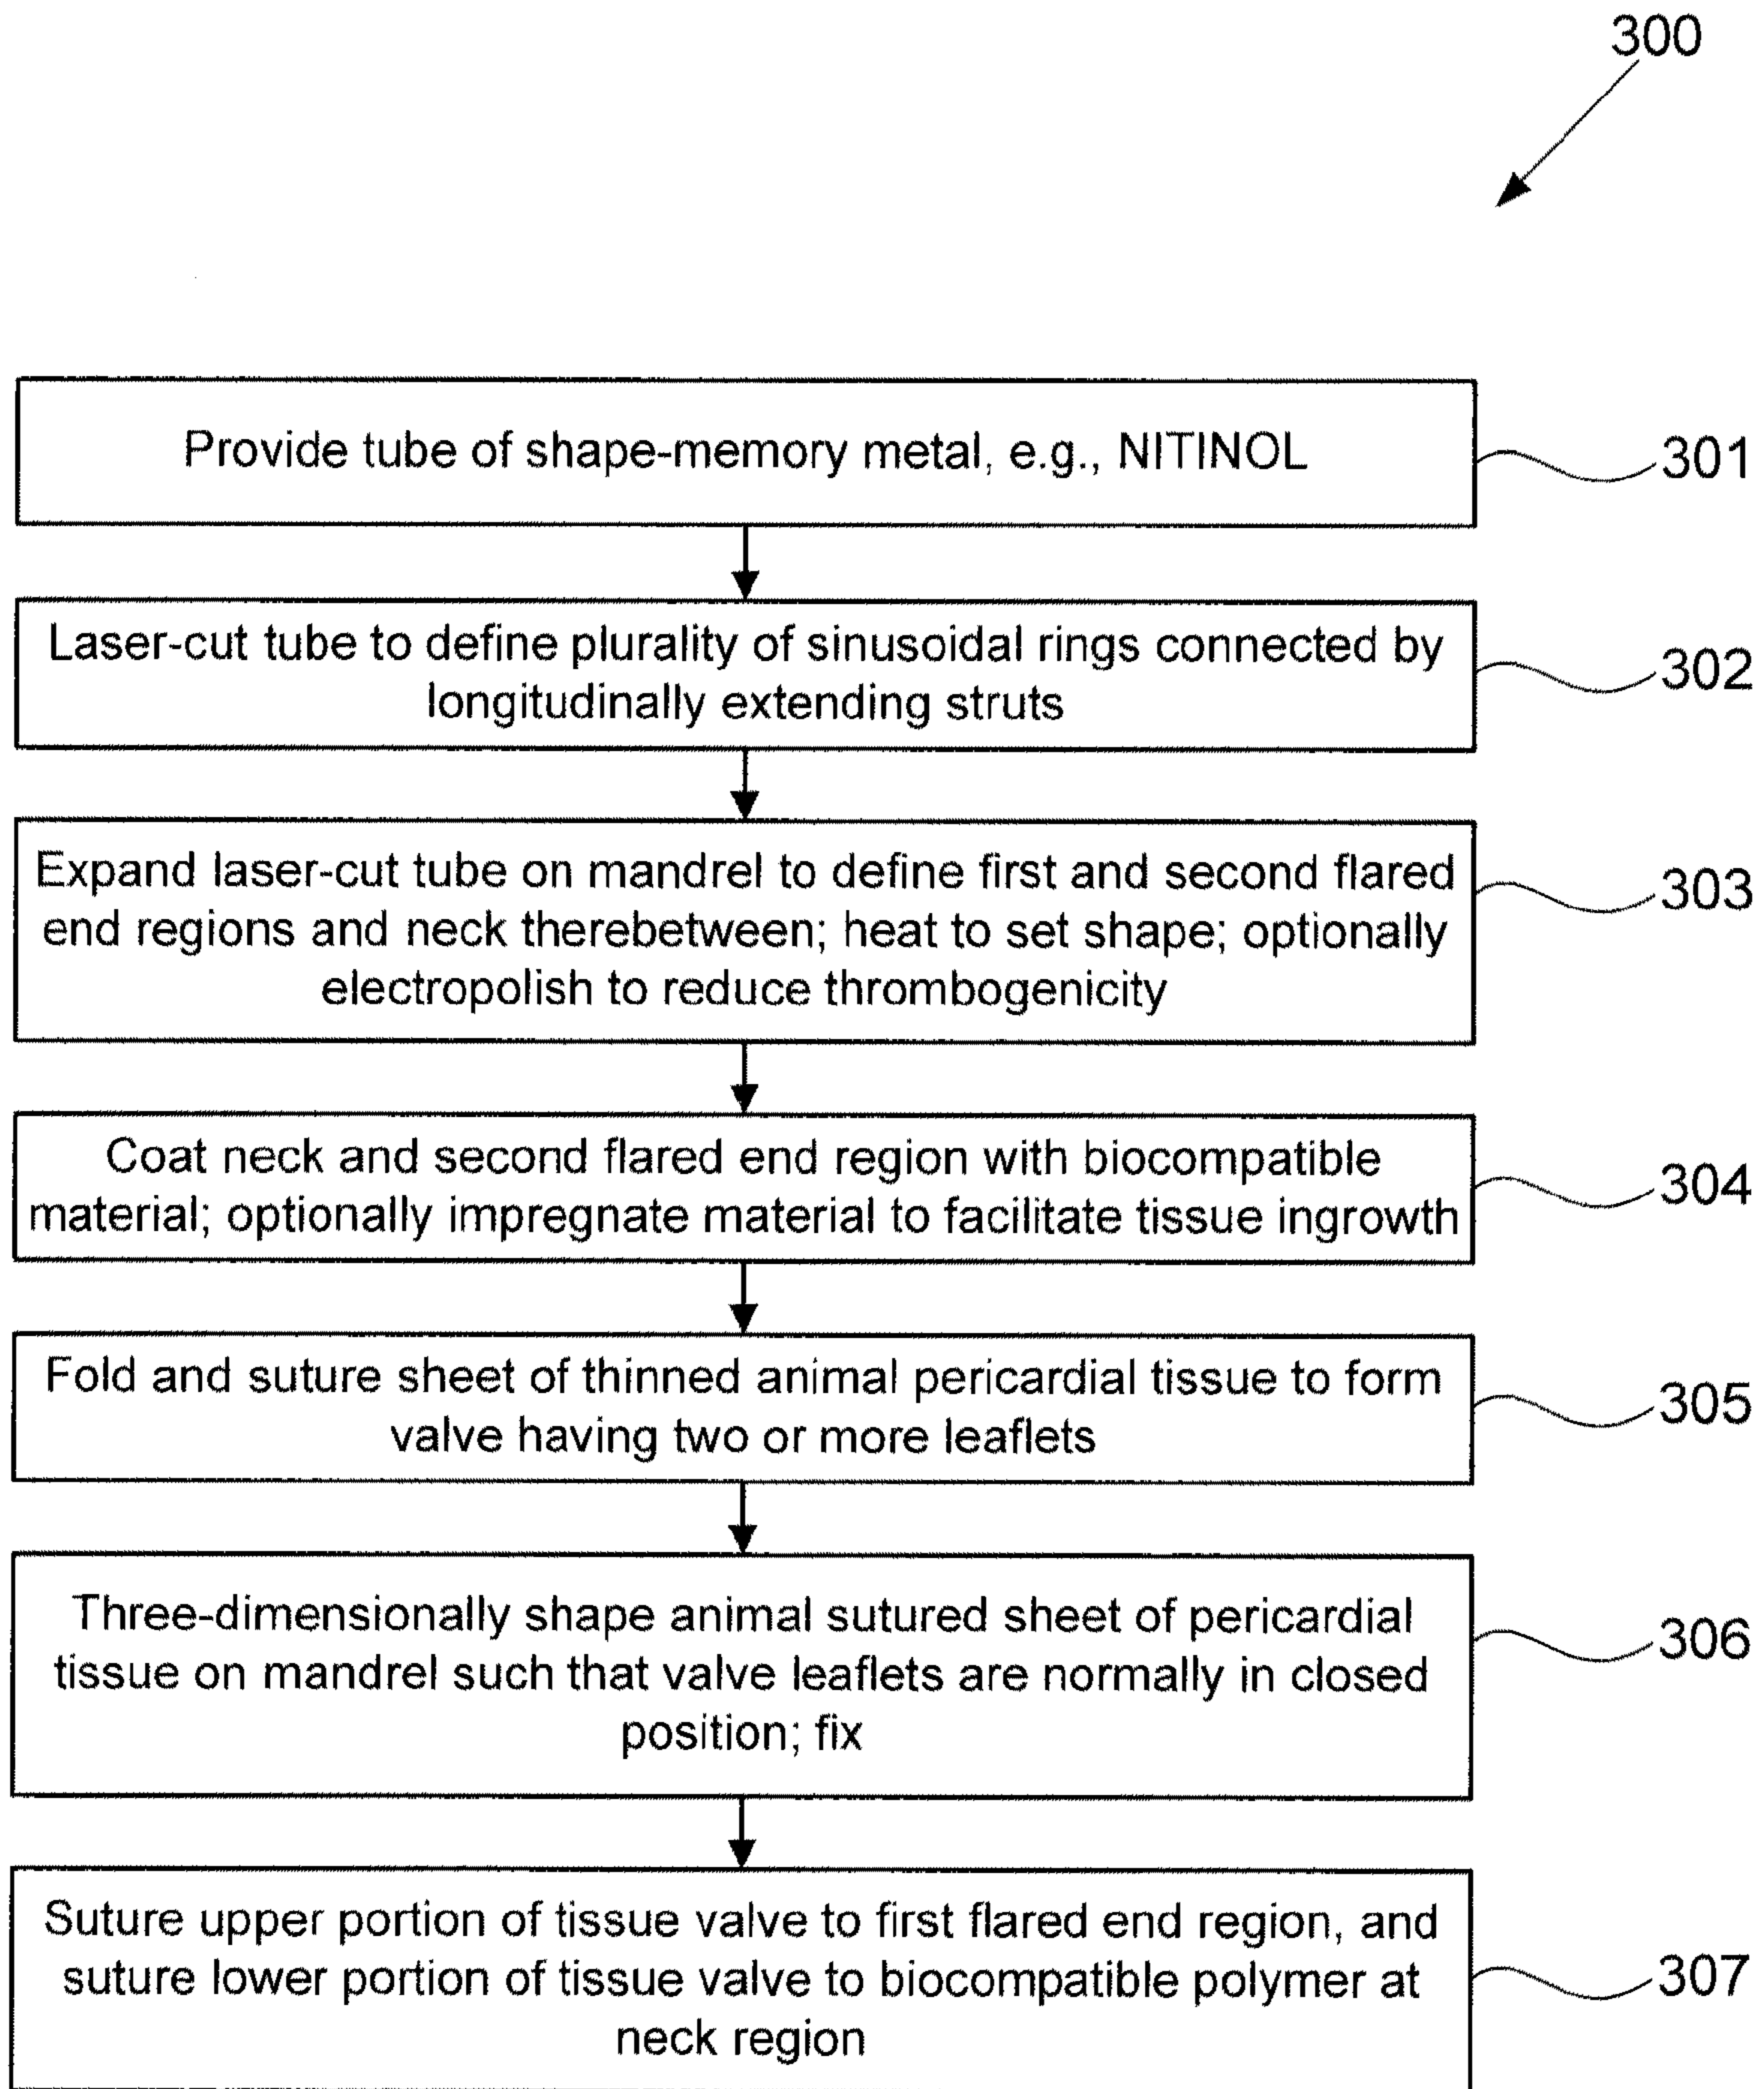 300
Provide tube of shape-memory metal, e.g., NITINOL
301
Laser-cut tube to define plurality of sinusoidal rings connected by
longitudinally extending struts
302
Expand laser-cut tube on mandrel to define first and second flared
end regions and neck therebetween; heat to set shape; optionally
electropolish to reduce thrombogenicity
303
Coat neck and second flared end region with biocompatible
material; optionally impregnate material to facilitate tissue ingrowth
304
Fold and suture sheet of thinned animal pericardial tissue to form
valve having two or more leaflets
305
Three-dimensionally shape animal sutured sheet of pericardial
tissue on mandrel such that valve leaflets are normally in closed
position; fix
306
Suture upper portion of tissue valve to first flared end region, and
suture lower portion of tissue valve to biocompatible polymer at
neck region
307